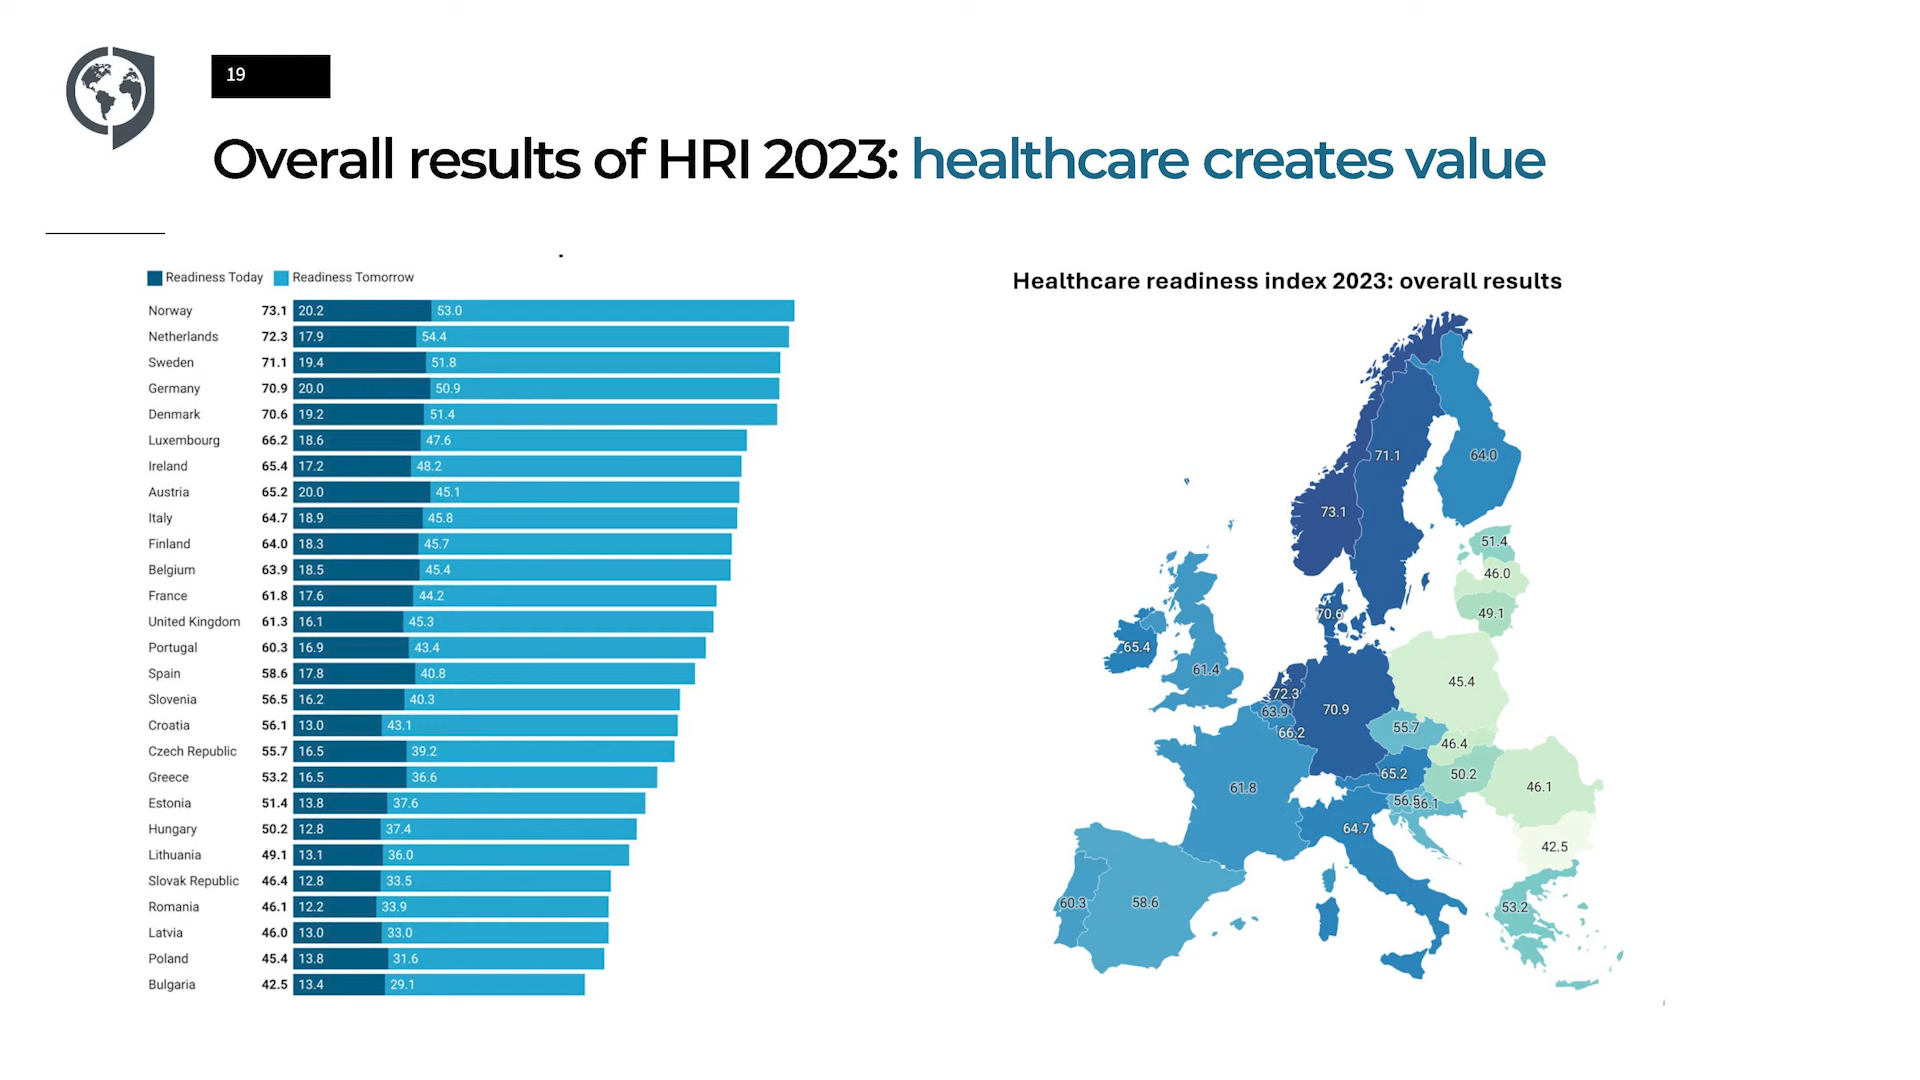 19
Overall results of HRI 2023: healthcare creates value
Readiness Today Readiness Tomorrow
Norway 73.1 20.2 53.0
Netherlands 72.3 17.9 54.4
Sweden 71.1 19.4 51.8
Germany 70.9 20.0 50.9
Denmark 70.6 19.2 51.4
Luxembourg 66.2 18.6 47.6
Ireland 65.4 17.2 48.2
Austria 65.2 20.0 45.1
Italy 64.7 18.9 45.8
Finland 64.0 18.3 45.7
Belgium 63.9 18.5 45.4
France 61.8 17.6 44.2
United Kingdom 61.3 16.1 45.3
Portugal 60.3 16.9 43.4
Spain 58.6 17.8 40.8
Slovenia 56.5 16.2 40.3
Croatia 56.1 13.0 43.1
Czech Republic 55.7 16.5 39.2
Greece 53.2 16.5 36.6
Estonia 51.4 13.8 37.6
Hungary 50.2 12.8 37.4
Lithuania 49.1 13.1 36.0
Slovak Republic 46.4 12.8 33.5
Romania 46.1 12.2 33.9
Latvia 46.0 13.0 33.0
Poland 45.4 13.8 31.6
Bulgaria 42.5 13.4 29.1
Healthcare readiness index 2023: overall results
71.1
64.0
73.1
51.4
46.0
70.6
49.1
65.4
61.4
45.4
72.3
63.9
70.9
66.2
55.7
46.4
65.2
50.2
61.8
46.1
56.5
56.1
64.7
42.5
60.3
58.6
53.2